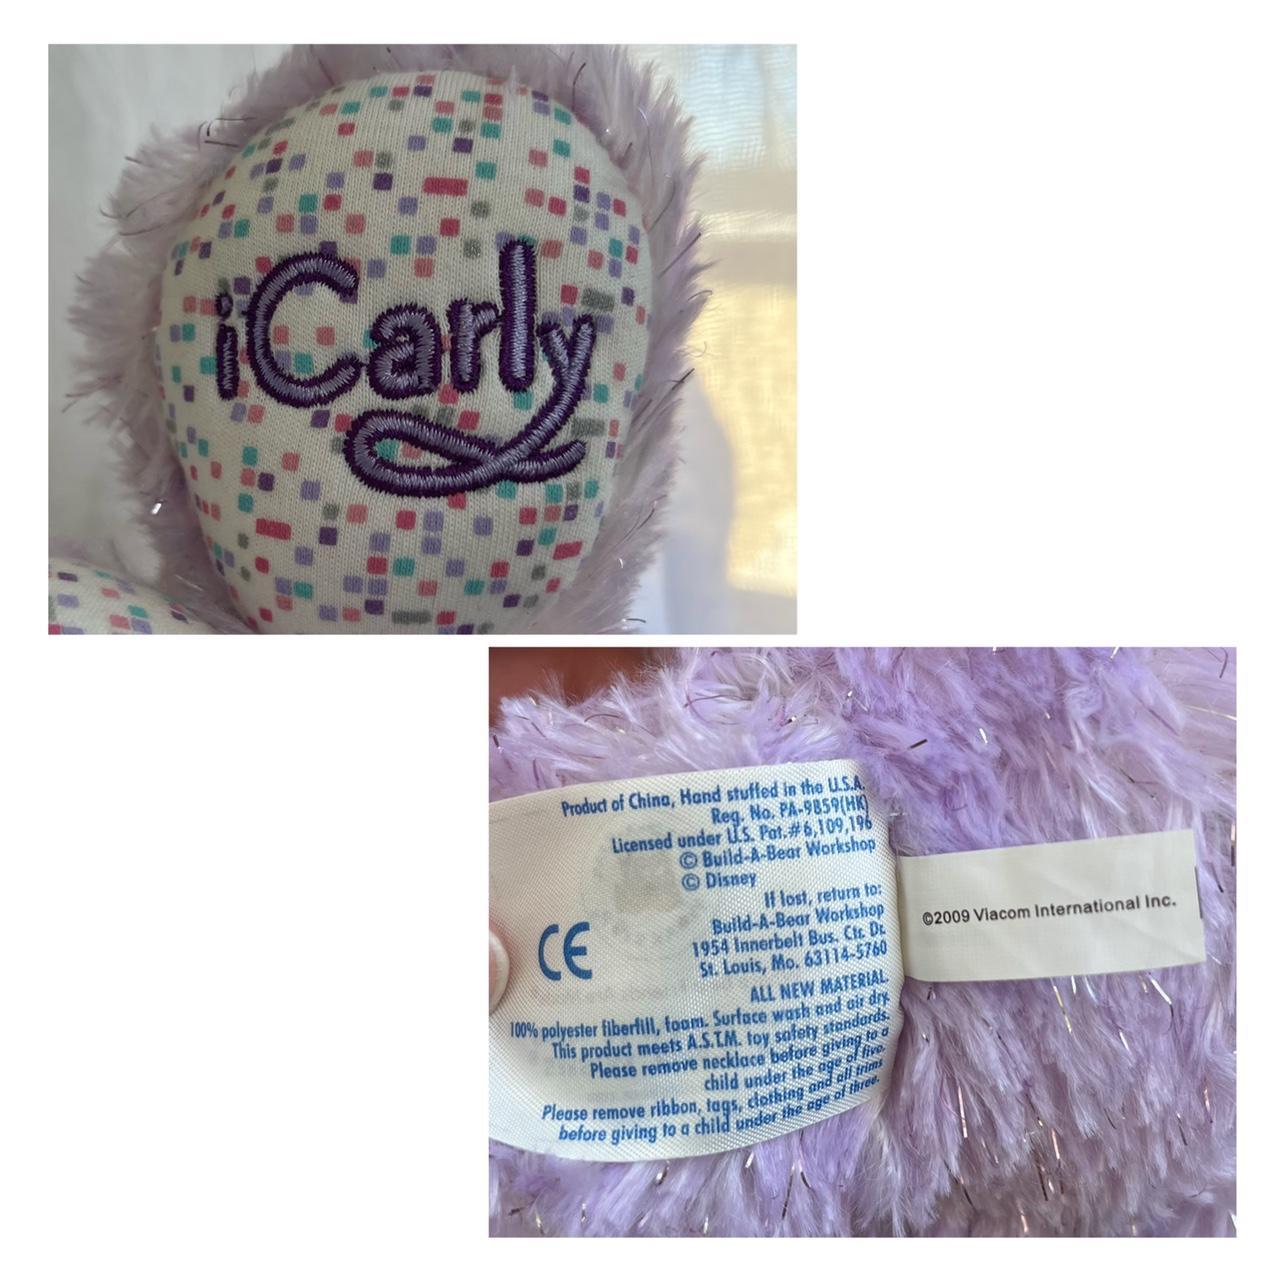 iCarly
Product of China, Hand stuffed in the U.S.A.
Reg. No. PA-9859(HK)
Licensed under U.S. Pat.#6,109,196
© Build-A-Bear Workshop
© Disney
If lost, return to:
Build-A-Bear Workshop
1954 Innerbelt Bus. Ctr. Dr.
St. Louis, Mo. 63114-5760
CE
ALL NEW MATERIAL
100% polyester fiberfill, foam. Surface wash and air dry.
This product meets A.S.T.M. toy safety standards.
Please remove necklace before giving to a
child under the age of five.
Please remove ribbon, tags, clothing and all trims
before giving to a child under the age of three.
©2009 Viacom International Inc.